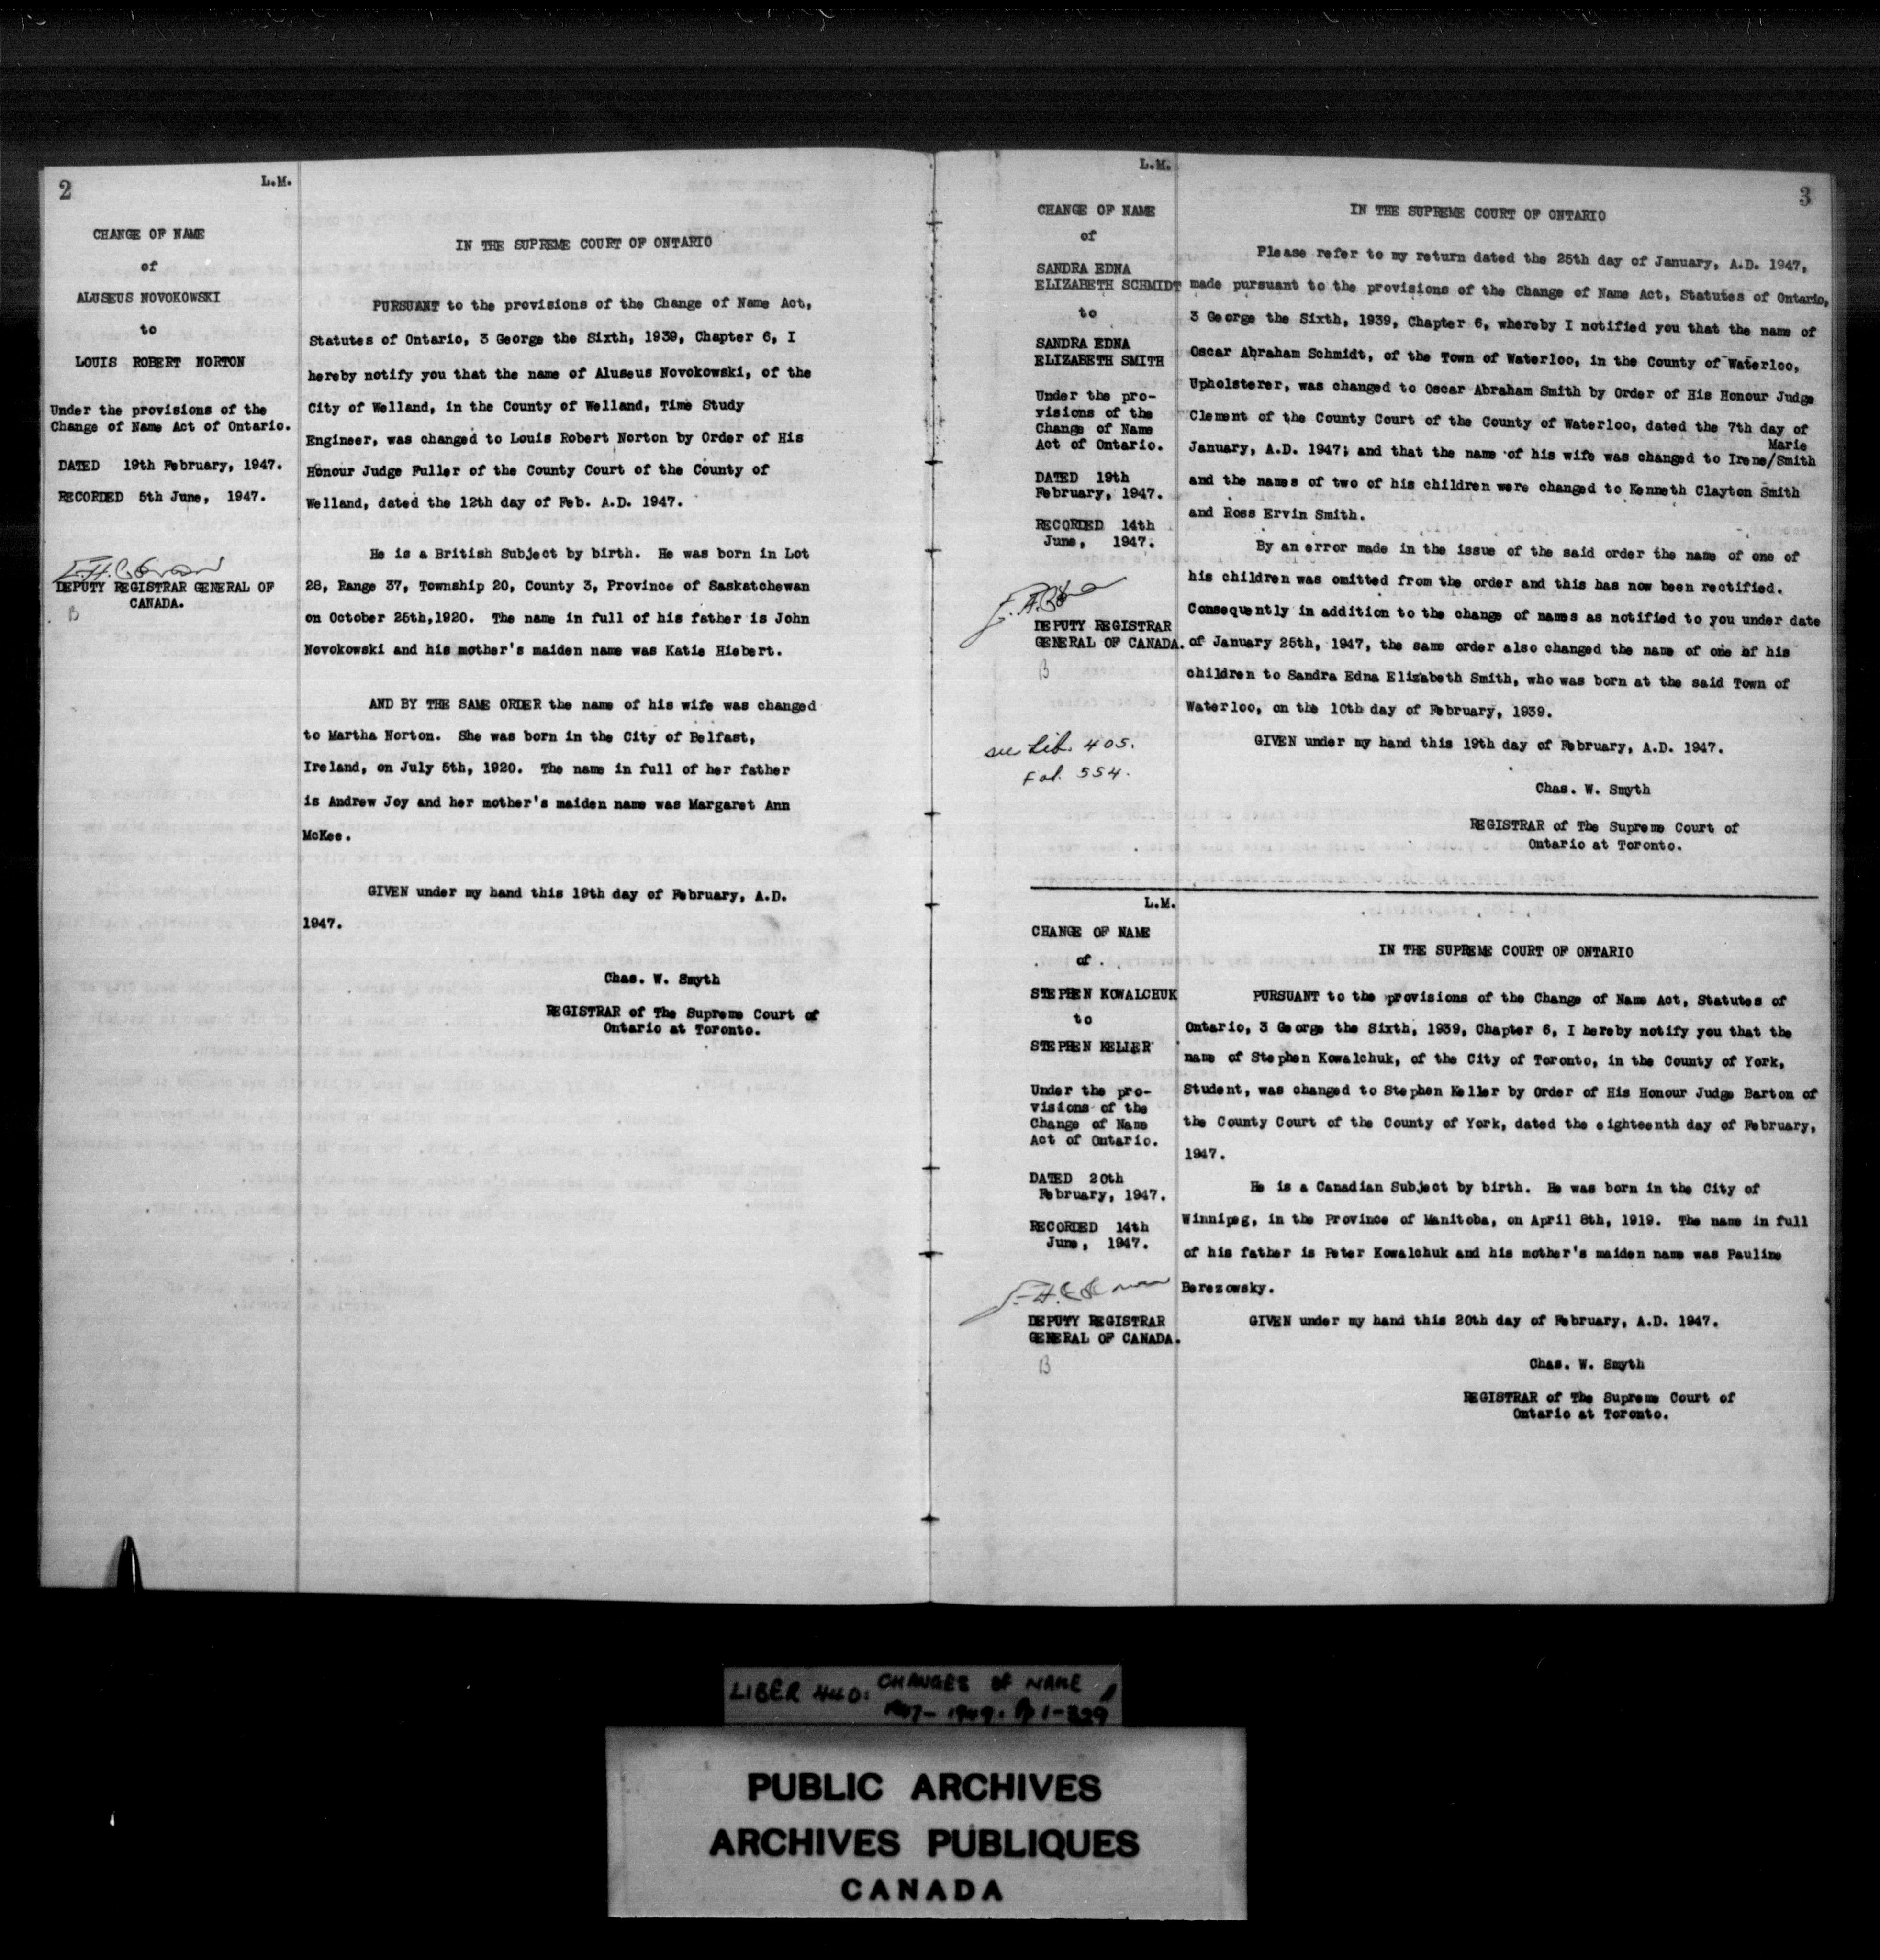 2
L.M.
CHANGE OF NAME
of
ALUSEUS NOVOKOWSKI
to
LOUIS ROBERT NORTON
Under the provisions of the
Change of Name Act of Ontario.
DATED 19th February, 1947.
RECORDED 5th June, 1947.
DEPUTY REGISTRAR GENERAL OF
CANADA.
B
IN THE SUPREME COURT OF ONTARIO
PURSUANT to the provisions of the Change of Name Act,
Statutes of Ontario, 3 George the Sixth, 1939, Chapter 6, I
hereby notify you that the name of Aluseus Novokowski, of the
City of Welland, in the County of Welland, Time Study
Engineer, was changed to Louis Robert Norton by Order of His
Honour Judge Fuller of the County Court of the County of
Welland, dated the 12th day of Feb. A.D. 1947.
He is a British Subject by birth. He was born in Lot
28, Range 37, Township 20, County 3, Province of Saskatchewan
on October 25th,1920. The name in full of his father is John
Novokowski and his mother's maiden name was Katie Hiebert.
AND BY THE SAME ORDER the name of his wife was changed
to Martha Norton. She was born in the City of Belfast,
Ireland, on July 5th, 1920. The name in full of her father
is Andrew Joy and her mother's maiden name was Margaret Ann
McKee.
GIVEN under my hand this 19th day of February, A.D.
1947.
Chas. W. Smyth
REGISTRAR of The Supreme Court of
Ontario at Toronto.
L.M.
3
CHANGE OF NAME
of
SANDRA EDNA
ELIZABETH SCHMIDT
to
SANDRA EDNA
ELIZABETH SMITH
Under the pro-
visions of the
Change of Name
Act of Ontario.
DATED 19th
February, 1947.
RECORDED 14th
June, 1947.
DEPUTY REGISTRAR
GENERAL OF CANADA.
B
see Lib. 405.
Fol. 554.
IN THE SUPREME COURT OF ONTARIO
Please refer to my return dated the 25th day of January, A.D. 1947,
made pursuant to the provisions of the Change of Name Act, Statutes of Ontario,
3 George the Sixth, 1939, Chapter 6, whereby I notified you that the name of
Oscar Abraham Schmidt, of the Town of Waterloo, in the County of Waterloo,
Upholsterer, was changed to Oscar Abraham Smith by Order of His Honour Judge
Clement of the County Court of the County of Waterloo, dated the 7th day of
Marie
January, A.D. 1947; and that the name of his wife was changed to Irene/Smith
and the names of two of his children were changed to Kenneth Clayton Smith
and Ross Ervin Smith.
By an error made in the issue of the said order the name of one of
his children was omitted from the order and this has now been rectified.
Consequently in addition to the change of names as notified to you under date
of January 25th, 1947, the same order also changed the name of one of his
children to Sandra Edna Elizabeth Smith, who was born at the said Town of
Waterloo, on the 10th day of February, 1939.
GIVEN under my hand this 19th day of February, A.D. 1947.
Chas. W. Smyth
REGISTRAR of The Supreme Court of
Ontario at Toronto.
L.M.
CHANGE OF NAME
of
STEPHEN KOWALCHUK
to
STEPHEN KELLER
Under the pro-
visions of the
Change of Name
Act of Ontario.
DATED 20th
February, 1947.
RECORDED 14th
June, 1947.
DEPUTY REGISTRAR
GENERAL OF CANADA.
B
IN THE SUPREME COURT OF ONTARIO
PURSUANT to the provisions of the Change of Name Act, Statutes of
Ontario, 3 George the Sixth, 1939, Chapter 6, I hereby notify you that the
name of Stephen Kowalchuk, of the City of Toronto, in the County of York,
Student, was changed to Stephen Keller by Order of His Honour Judge Barton of
the County Court of the County of York, dated the eighteenth day of February,
1947.
He is a Canadian Subject by birth. He was born in the City of
Winnipeg, in the Province of Manitoba, on April 8th, 1919. The name in full
of his father is Peter Kowalchuk and his mother's maiden name was Pauline
Berezowsky.
GIVEN under my hand this 20th day of February, A.D. 1947.
Chas. W. Smyth
REGISTRAR of The Supreme Court of
Ontario at Toronto.
LIBER 440: CHANGES OF NAME
1947-1949. Pp 1-329
PUBLIC ARCHIVES
ARCHIVES PUBLIQUES
CANADA